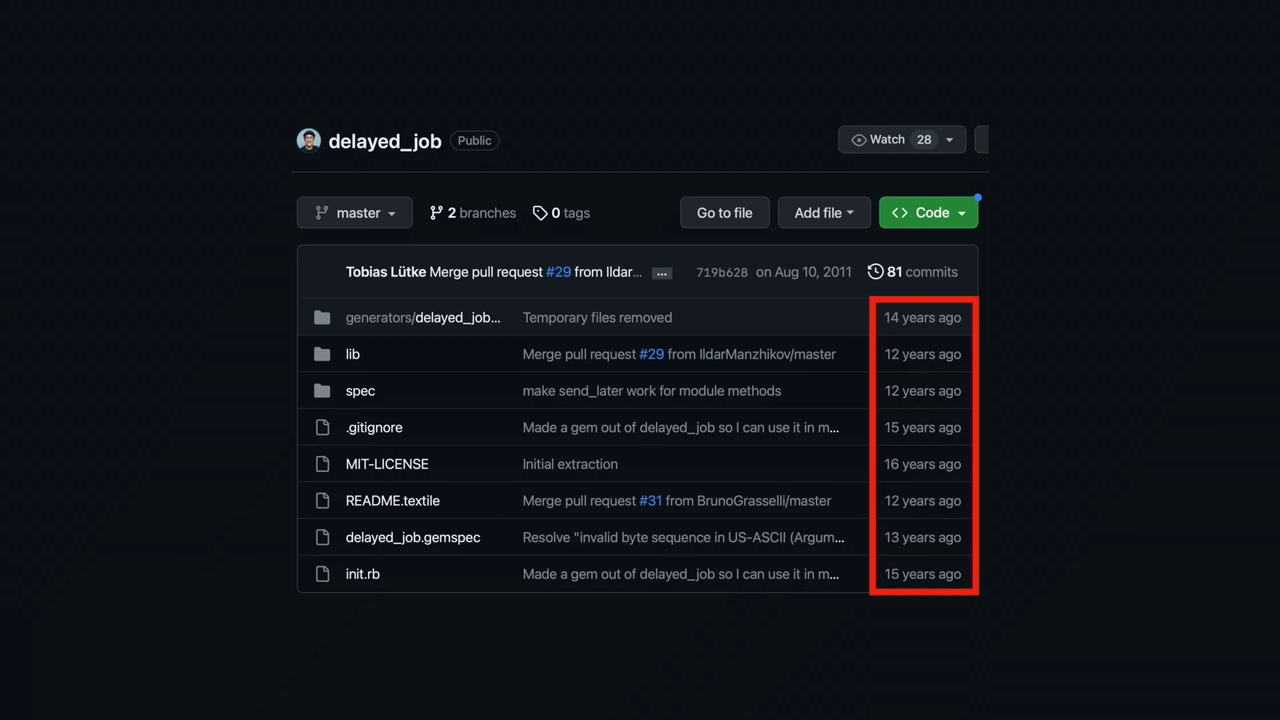 delayed_job Public Watch 28
master 2 branches 0 tags Go to file Add file <> Code
Tobias Lütke Merge pull request #29 from Ildar... ... 719b628 on Aug 10, 2011 81 commits
generators/delayed_job... Temporary files removed 14 years ago
lib Merge pull request #29 from IldarManzhikov/master 12 years ago
spec make send_later work for module methods 12 years ago
.gitignore Made a gem out of delayed_job so I can use it in m... 15 years ago
MIT-LICENSE Initial extraction 16 years ago
README.textile Merge pull request #31 from BrunoGrasselli/master 12 years ago
delayed_job.gemspec Resolve "invalid byte sequence in US-ASCII (Argum... 13 years ago
init.rb Made a gem out of delayed_job so I can use it in m... 15 years ago